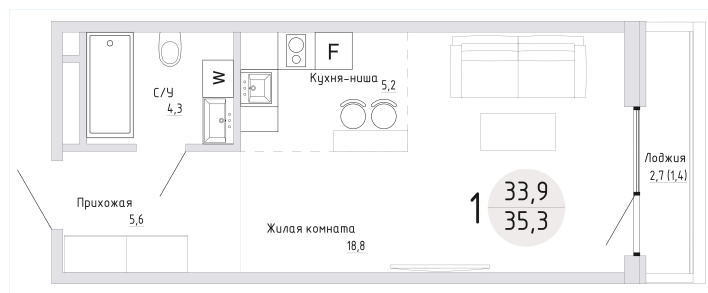 F
Кухня-ниша
5,2
W
С/У
4,3
Прихожая
5,6
Жилая комната
18,8
1
33,9
35,3
Лоджия
2,7 (1,4)